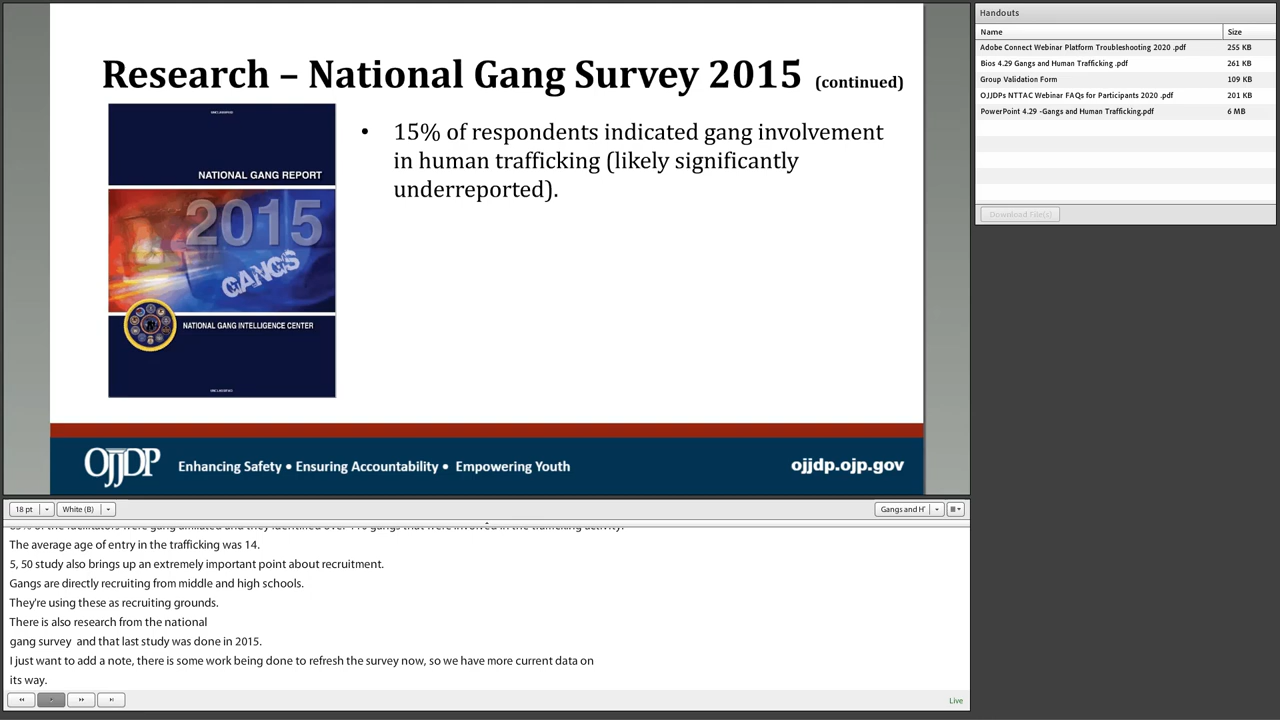 Research – National Gang Survey 2015 (continued)
NATIONAL GANG REPORT
2015
GANGS
NATIONAL GANG INTELLIGENCE CENTER
• 15% of respondents indicated gang involvement
in human trafficking (likely significantly
underreported).
OJJDP
Enhancing Safety • Ensuring Accountability • Empowering Youth
ojjdp.ojp.gov
Handouts
Name Size
Adobe Connect Webinar Platform Troubleshooting 2020 .pdf 255 KB
Bios 4.29 Gangs and Human Trafficking .pdf 261 KB
Group Validation Form 109 KB
OJJDPs NTTAC Webinar FAQs for Participants 2020 .pdf 201 KB
PowerPoint 4.29 -Gangs and Human Trafficking.pdf 6 MB
Download File(s)
18 pt White (B) Gangs and H'
The average age of entry in the trafficking was 14.
5, 50 study also brings up an extremely important point about recruitment.
Gangs are directly recruiting from middle and high schools.
They're using these as recruiting grounds.
There is also research from the national
gang survey and that last study was done in 2015.
I just want to add a note, there is some work being done to refresh the survey now, so we have more current data on
its way.
Live